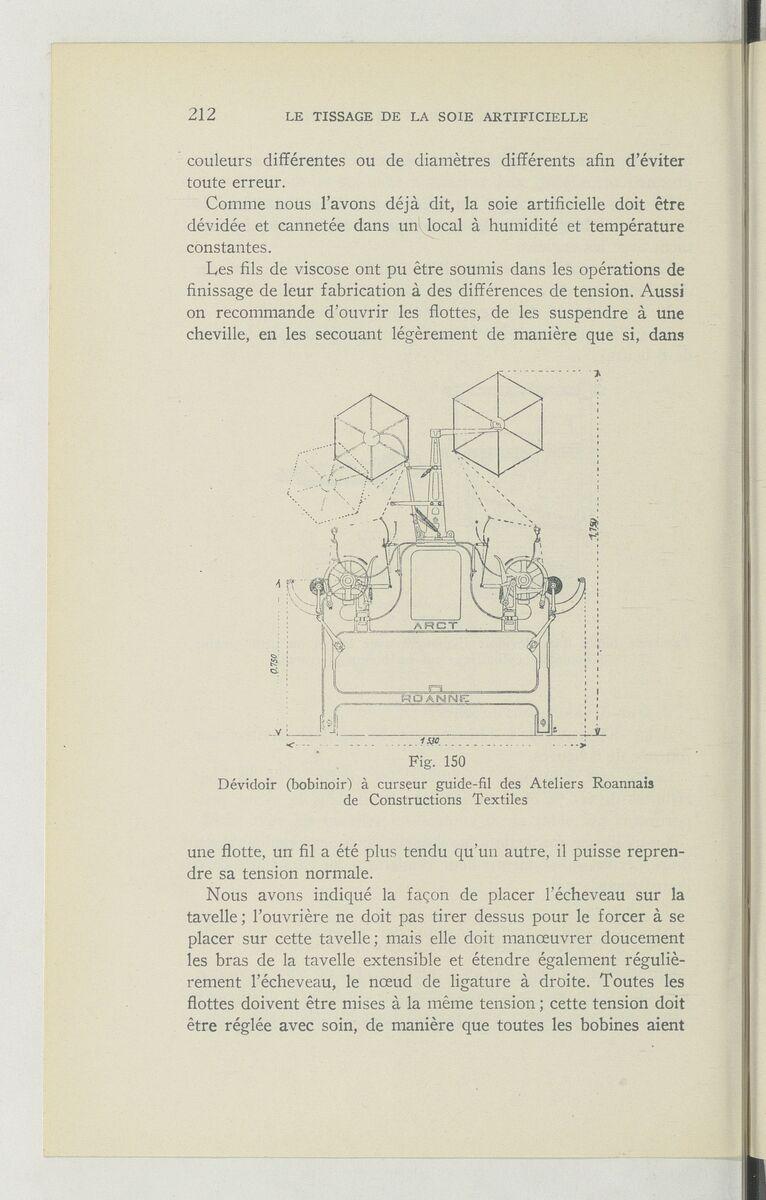 212 LE TISSAGE DE LA SOIE ARTIFICIELLE
couleurs différentes ou de diamètres différents afin d'éviter
toute erreur.
Comme nous l'avons déjà dit, la soie artificielle doit être
dévidée et cannetée dans un local à humidité et température
constantes.
Les fils de viscose ont pu être soumis dans les opérations de
finissage de leur fabrication à des différences de tension. Aussi
on recommande d'ouvrir les flottes, de les suspendre à une
cheville, en les secouant légèrement de manière que si, dans
1,750
0,750
ARCT
ROANNE
1 530
Fig. 150
Dévidoir (bobinoir) à curseur guide-fil des Ateliers Roannais
de Constructions Textiles
une flotte, un fil a été plus tendu qu'un autre, il puisse repren-
dre sa tension normale.
Nous avons indiqué la façon de placer l'écheveau sur la
tavelle ; l'ouvrière ne doit pas tirer dessus pour le forcer à se
placer sur cette tavelle ; mais elle doit manœuvrer doucement
les bras de la tavelle extensible et étendre également réguliè-
rement l'écheveau, le nœud de ligature à droite. Toutes les
flottes doivent être mises à la même tension ; cette tension doit
être réglée avec soin, de manière que toutes les bobines aient